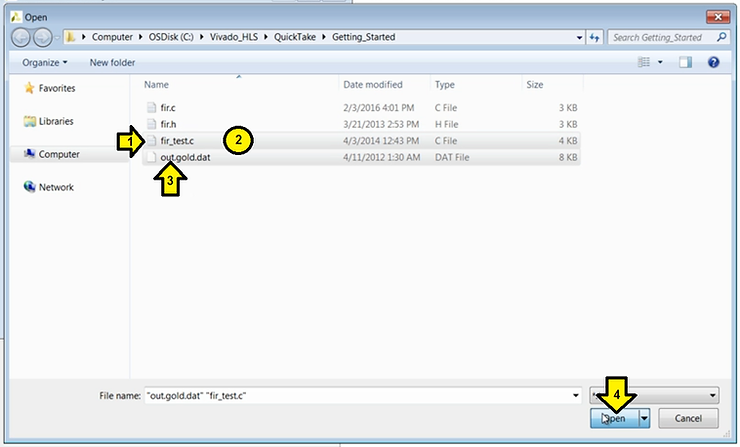 Open
Computer ▸ OSDisk (C:) ▸ Vivado_HLS ▸ QuickTake ▸ Getting_Started
Search Getting_Started
Organize
New folder
Name Date modified Type Size
Favorites
Libraries
Computer
Network
fir.c 2/3/2016 4:01 PM C File 3 KB
fir.h 3/21/2013 2:53 PM H File 3 KB
1 fir_test.c 2 4/3/2014 12:43 PM C File 4 KB
out.gold.dat 4/11/2012 1:30 AM DAT File 8 KB
3
File name: "out.gold.dat" "fir_test.c"
4
Open Cancel